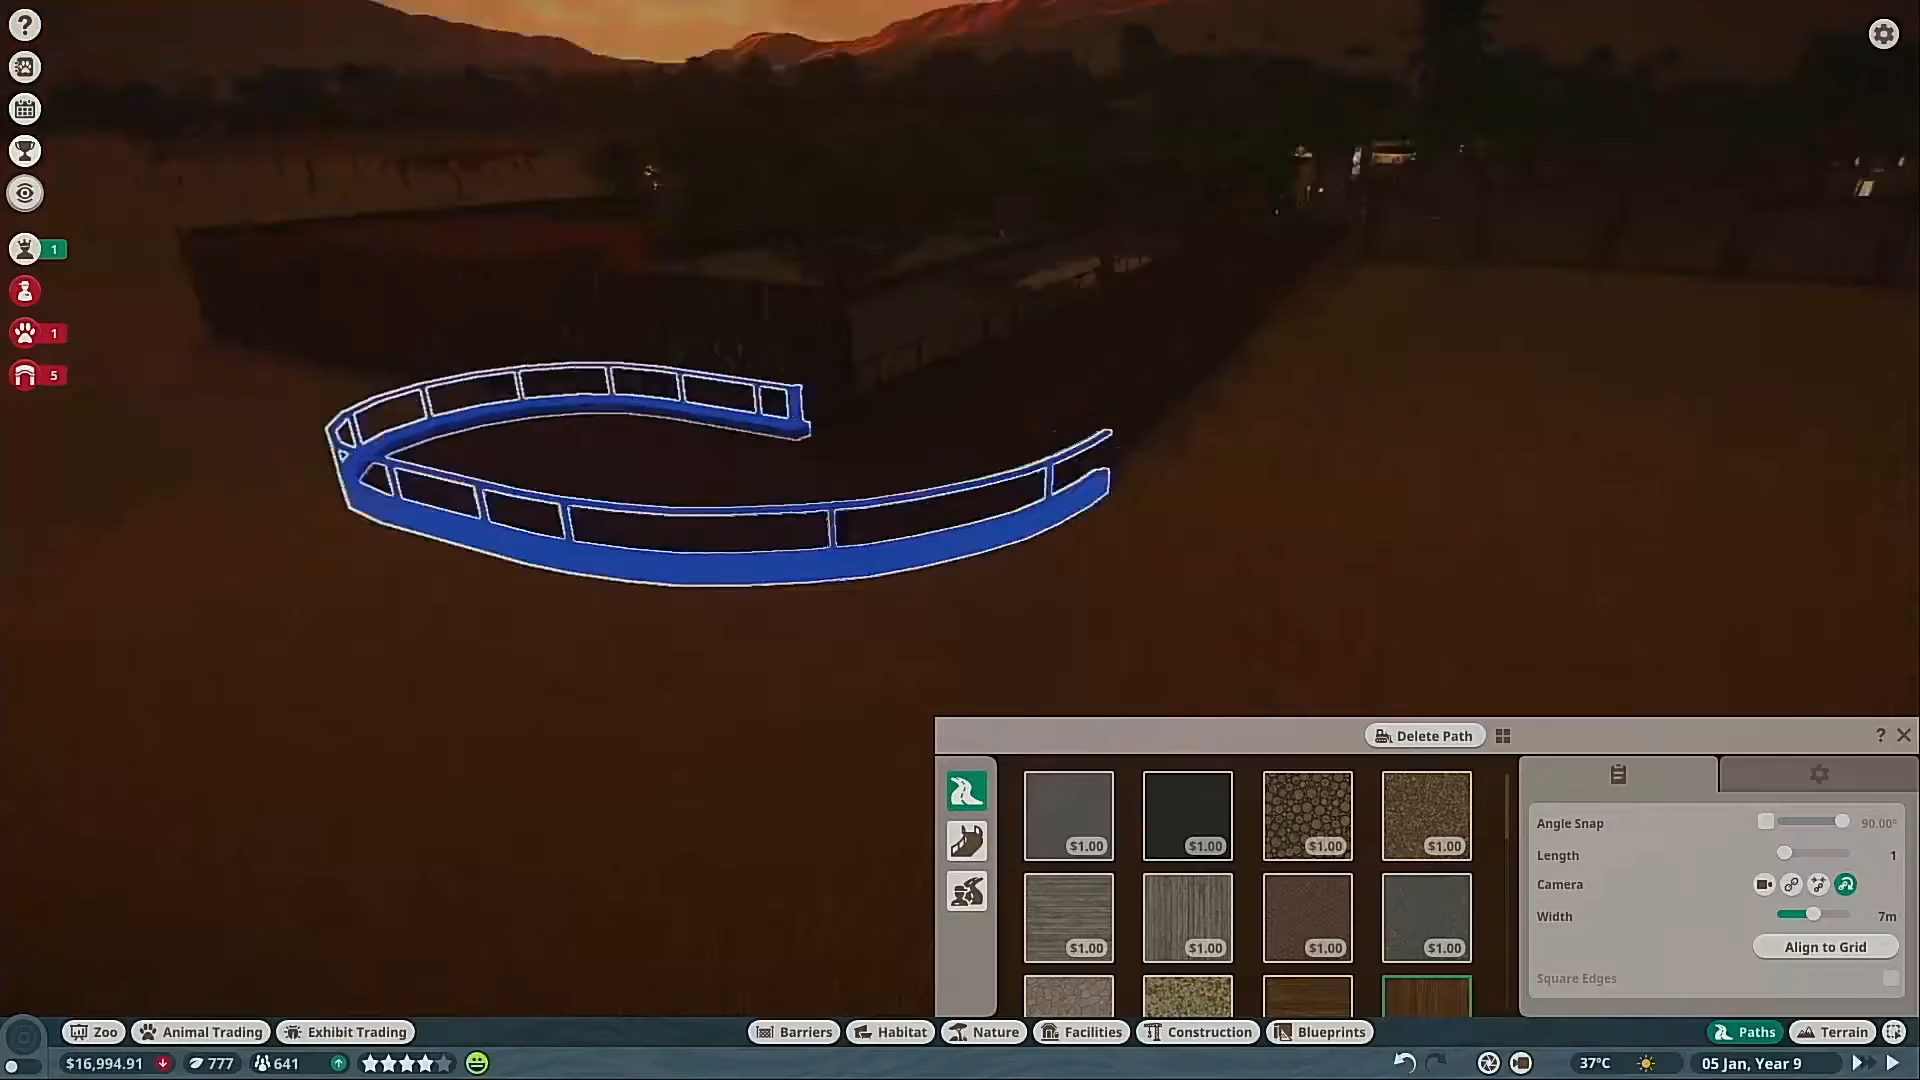 ?
1
1
5
Delete Path
?
$1.00 $1.00 $1.00 $1.00
$1.00 $1.00 $1.00 $1.00
Angle Snap 90.00°
Length 1
Camera
Width 7m
Align to Grid
Square Edges
Zoo Animal Trading Exhibit Trading Barriers Habitat Nature Facilities Construction Blueprints Paths Terrain
$16,994.91 777 641 37°C 05 Jan, Year 9